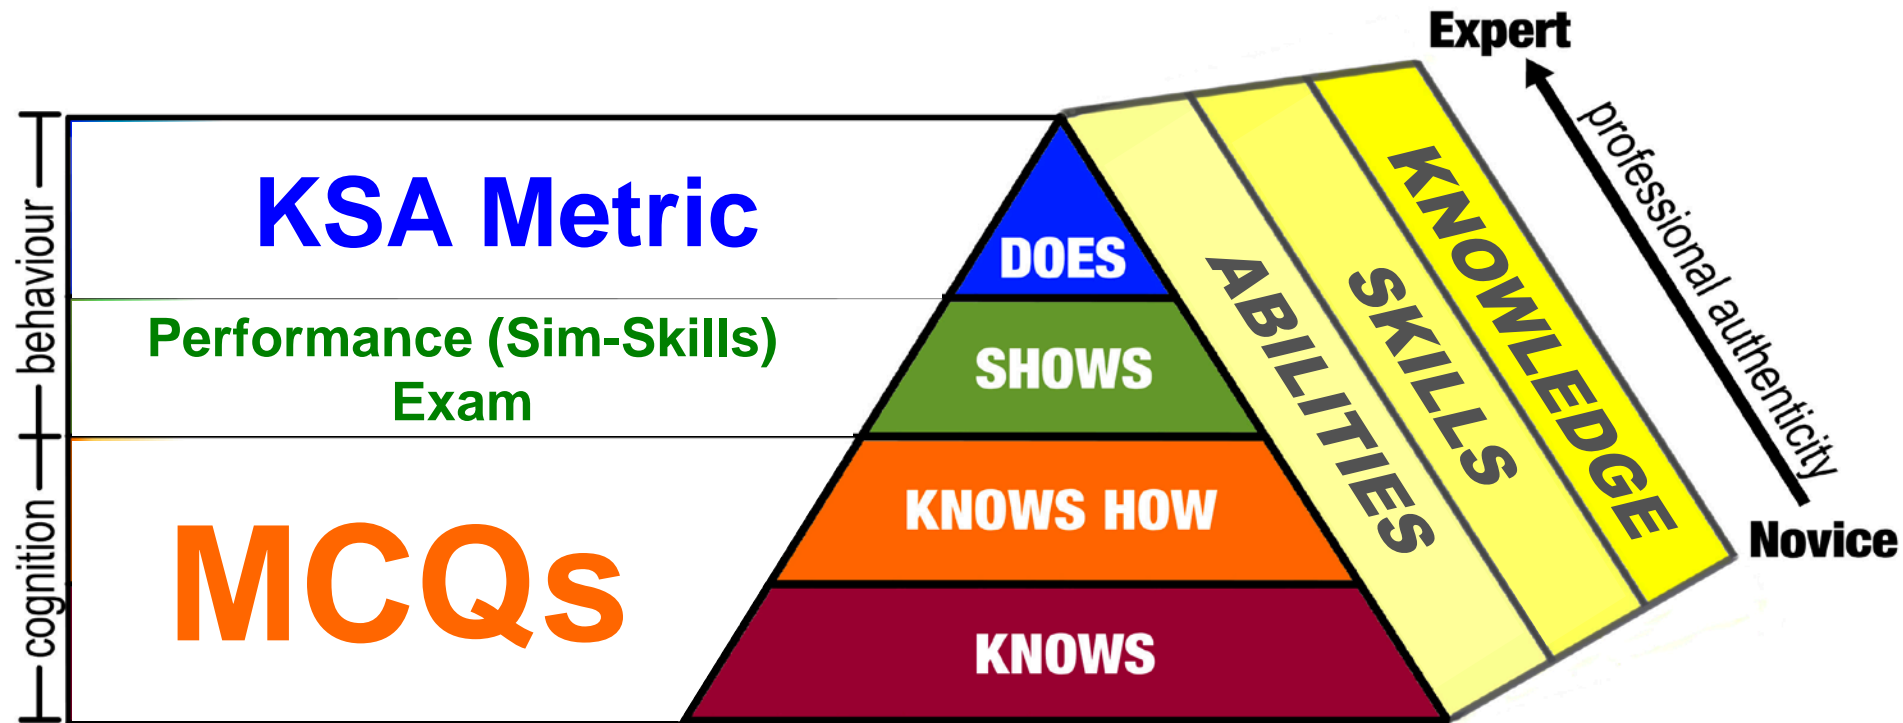 Expert
professional authenticity
Novice
behaviour
cognition
KSA Metric
Performance (Sim-Skills)
Exam
MCQs
DOES
SHOWS
KNOWS HOW
KNOWS
ABILITIES
SKILLS
KNOWLEDGE